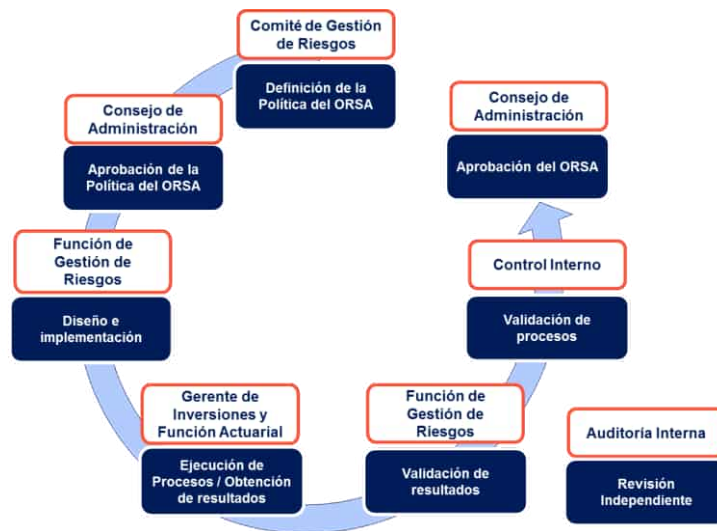 Comité de Gestión
de Riesgos
Definición de la
Política del ORSA
Consejo de
Administración
Aprobación de la
Política del ORSA
Función de
Gestión de
Riesgos
Diseño e
implementación
Gerente de
Inversiones y
Función Actuarial
Ejecución de
Procesos / Obtención
de resultados
Función de
Gestión de
Riesgos
Validación de
resultados
Control Interno
Validación de
procesos
Consejo de
Administración
Aprobación del ORSA
Auditoría Interna
Revisión
Independiente